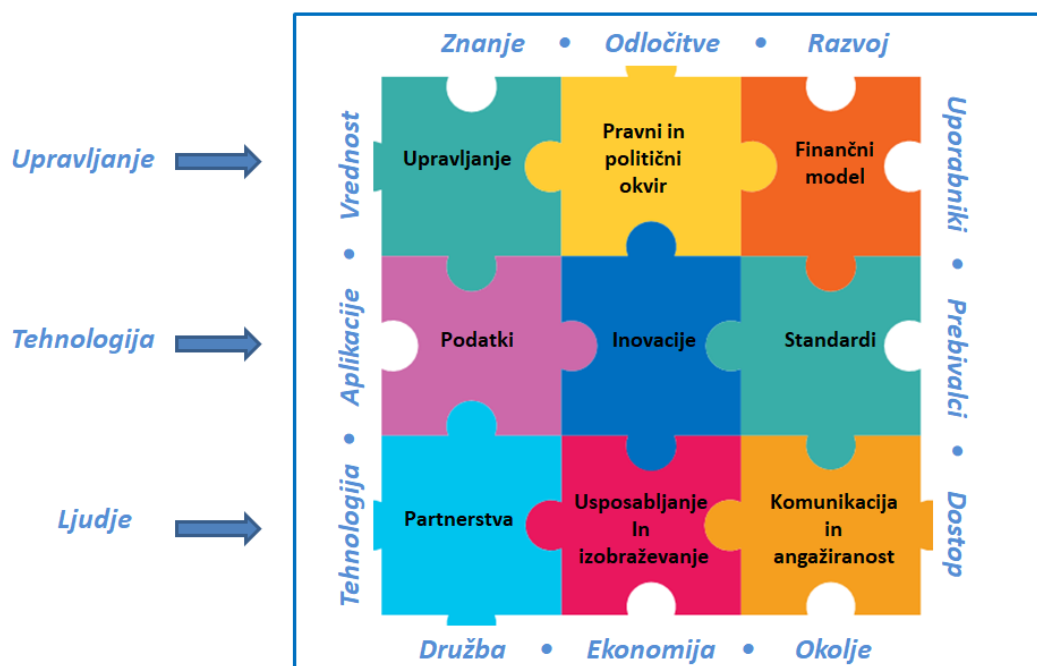 Znanje • Odločitve • Razvoj
Upravljanje
Tehnologija
Ljudje
Tehnologija • Aplikacije • Vrednost
Upravljanje
Pravni in
politični
okvir
Finančni
model
Podatki
Inovacije
Standardi
Partnerstva
Usposabljanje
In
izobraževanje
Komunikacija
in
angažiranost
Uporabniki • Prebivalci • Dostop
Družba • Ekonomija • Okolje